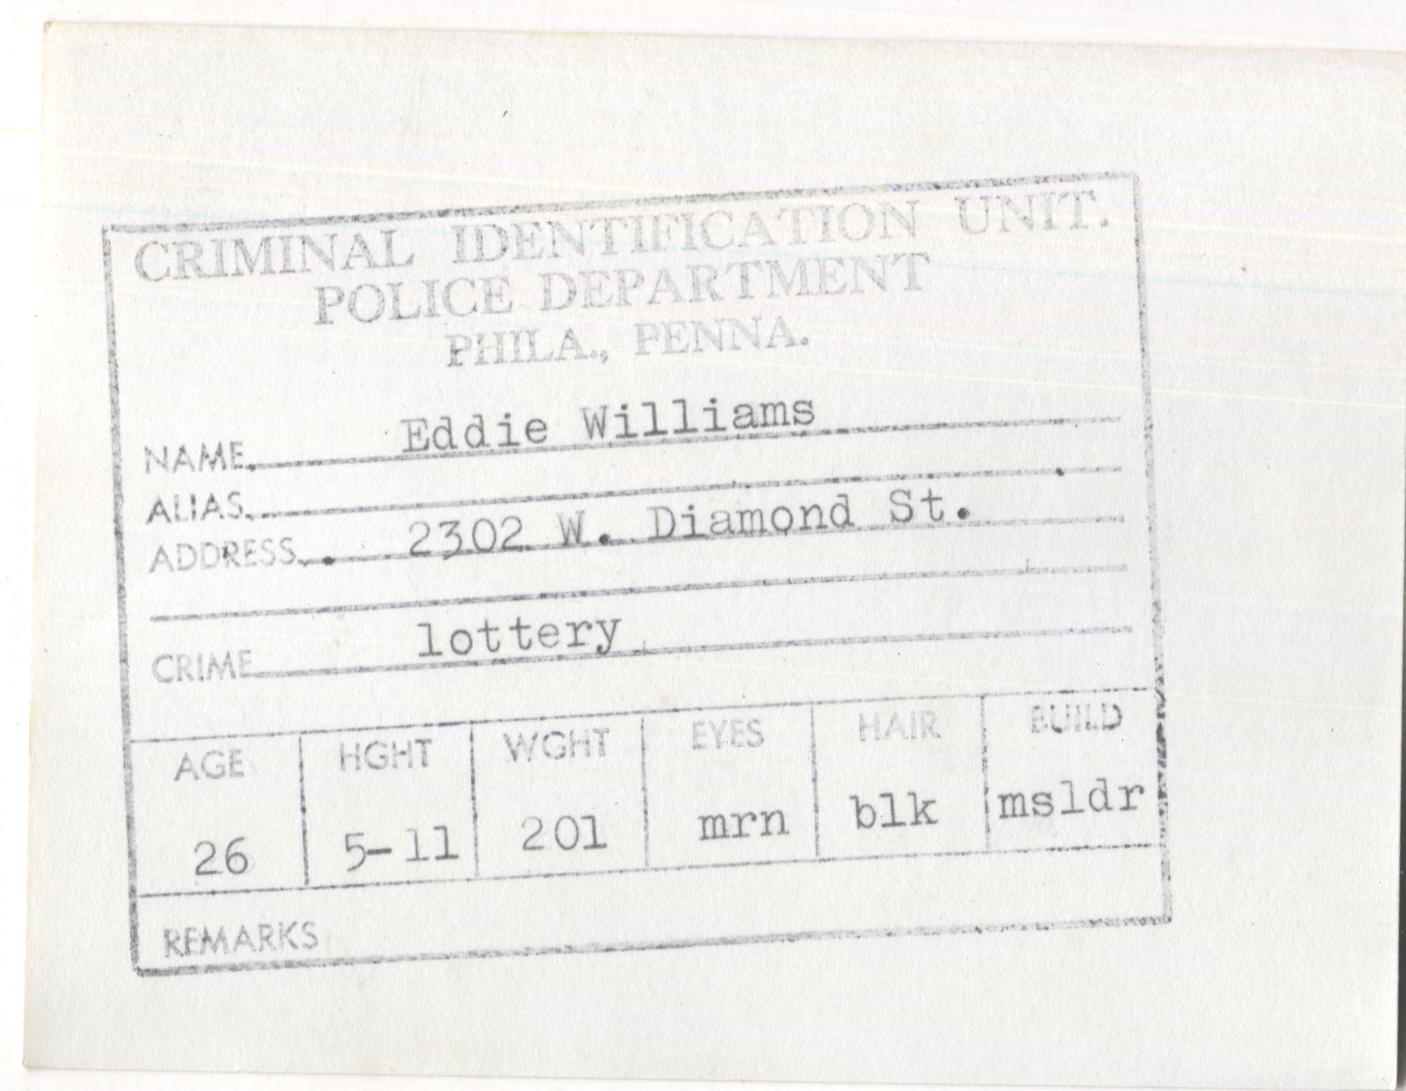 CRIMINAL IDENTIFICATION UNIT.
POLICE DEPARTMENT
PHILA., PENNA.
NAME Eddie Williams
ALIAS
ADDRESS 2302 W. Diamond St.
CRIME lottery
AGE HGHT WGHT EYES HAIR BUILD
26 5-11 201 mrn blk msldr
REMARKS